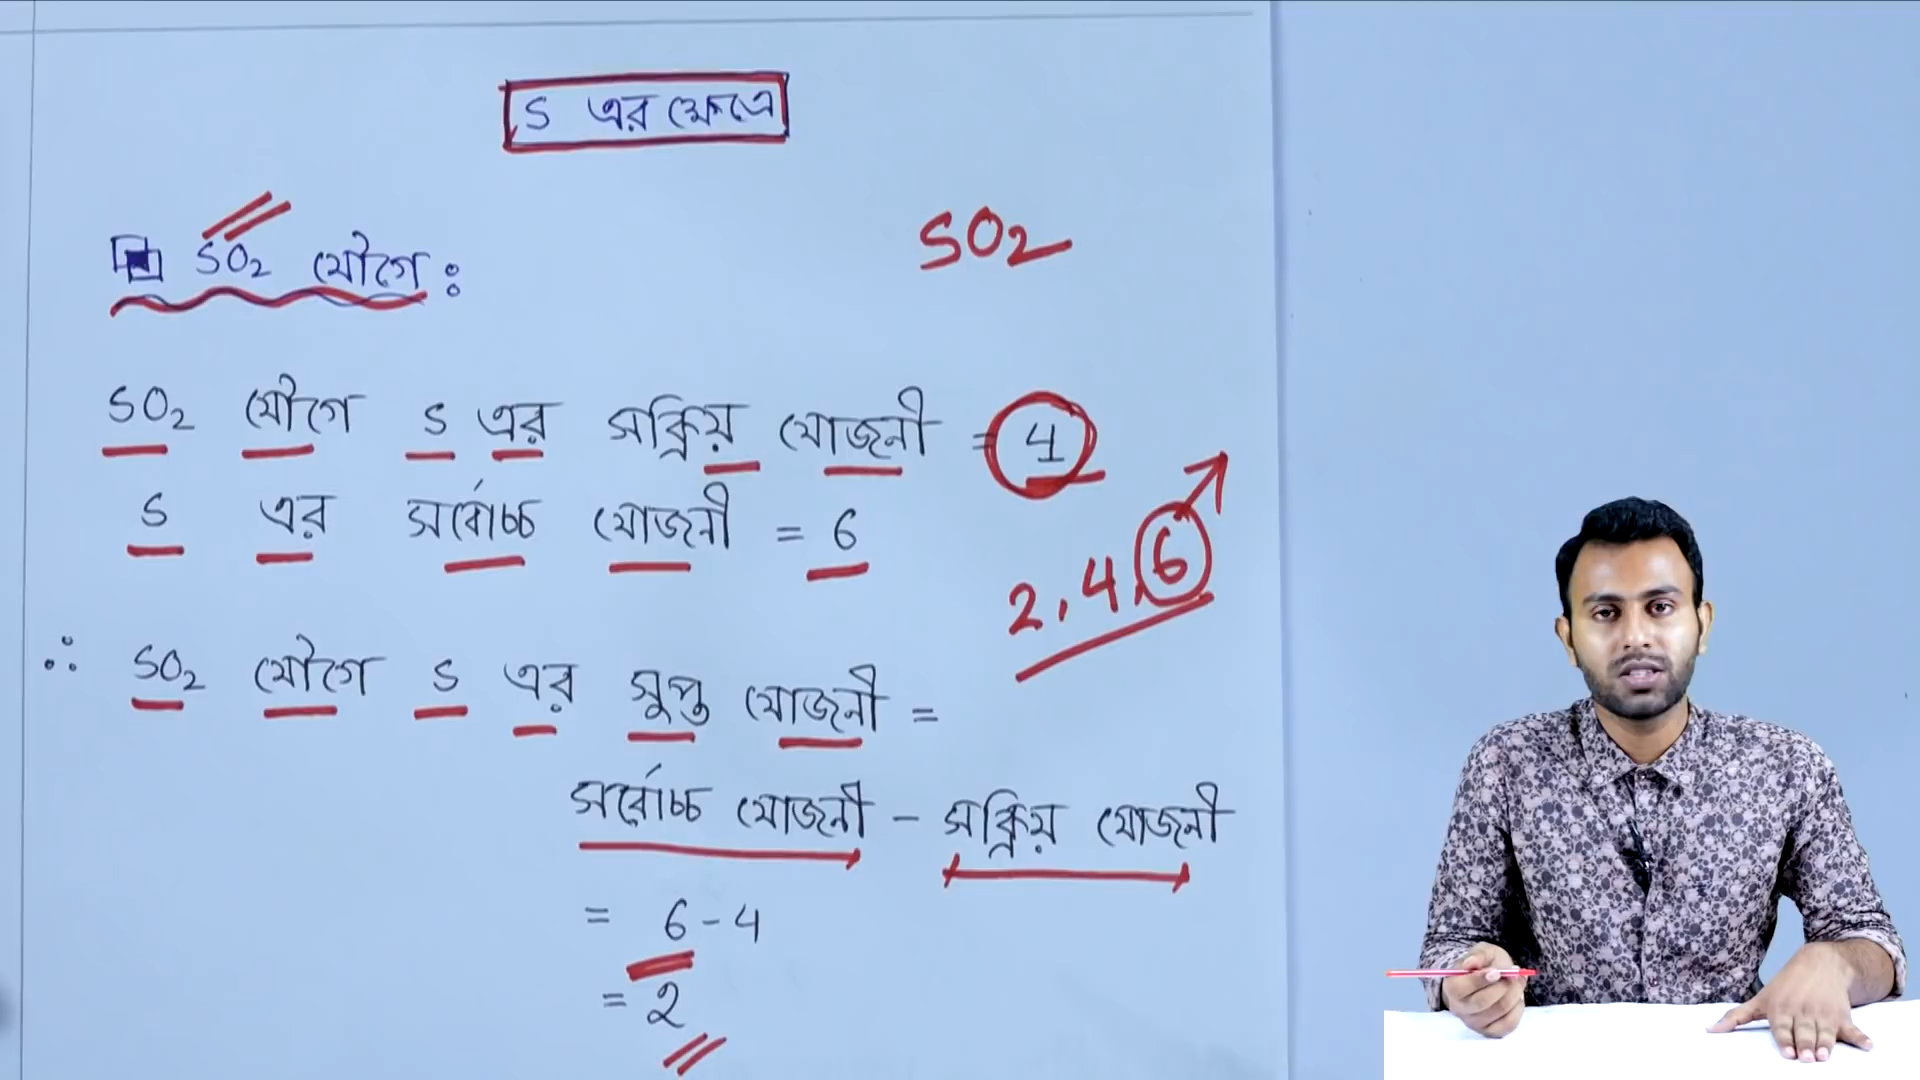 S এর ক্ষেত্রে
SO2 যৌগে :
SO2
SO2 যৌগে S এর সক্রিয় যোজনী = 4
S এর সর্বোচ্চ যোজনী = 6
2, 4, 6
∴ SO2 যৌগে S এর সুপ্ত যোজনী =
সর্বোচ্চ যোজনী - সক্রিয় যোজনী
= 6 - 4
= 2